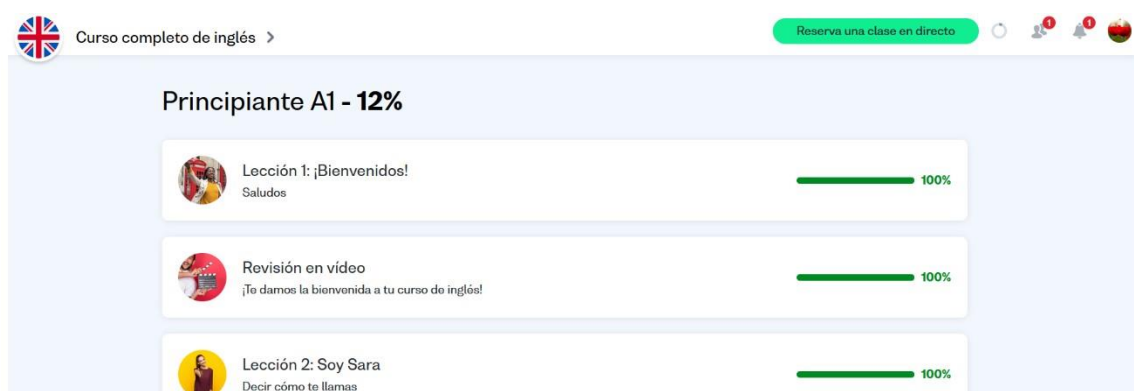 Curso completo de inglés >
Reserva una clase en directo
1
1
Principiante A1 - 12%
Lección 1: ¡Bienvenidos!
Saludos
100%
Revisión en vídeo
¡Te damos la bienvenida a tu curso de inglés!
100%
Lección 2: Soy Sara
Decir cómo te llamas
100%